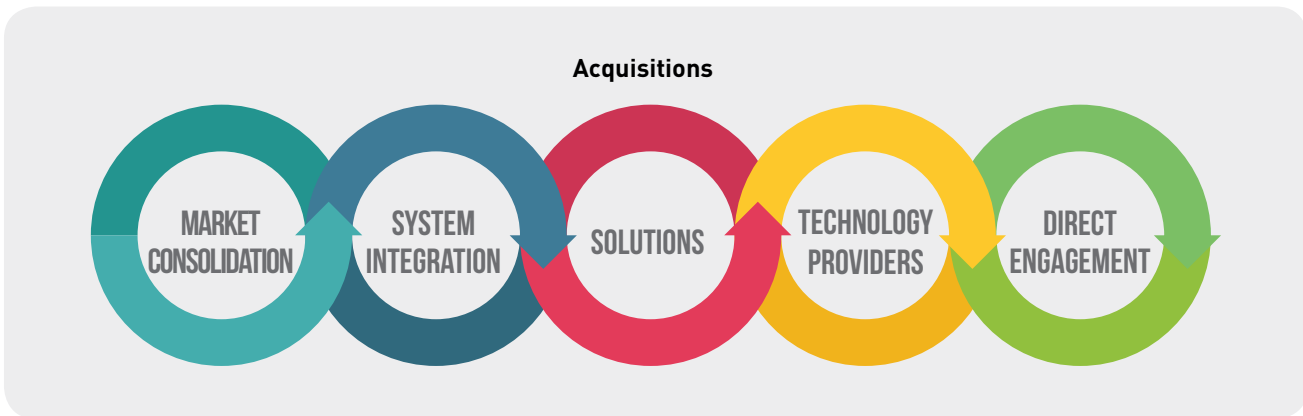 Acquisitions
MARKET
CONSOLIDATION
SYSTEM
INTEGRATION
SOLUTIONS
TECHNOLOGY
PROVIDERS
DIRECT
ENGAGEMENT